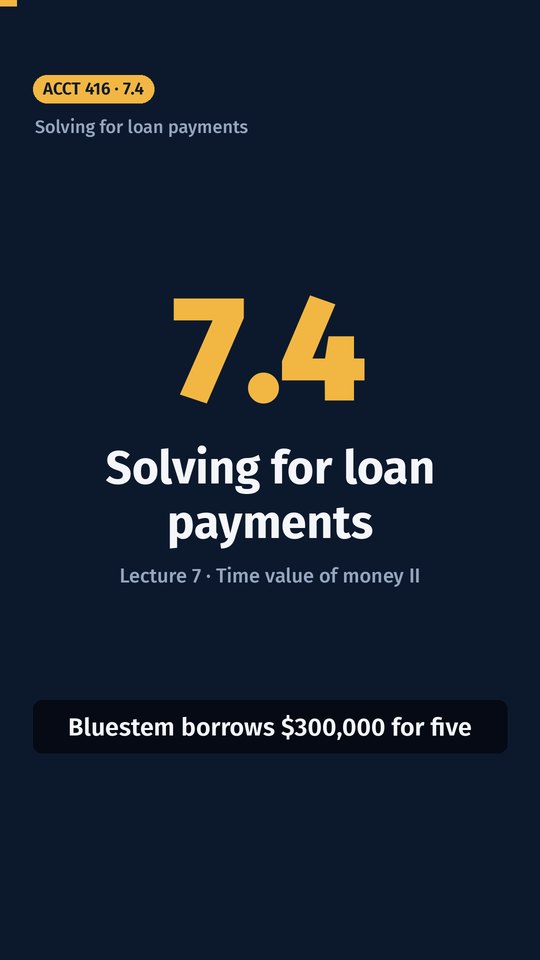 ACCT 416 · 7.4
Solving for loan payments
7.4
Solving for loan
payments
Lecture 7 · Time value of money II
Bluestem borrows $300,000 for five